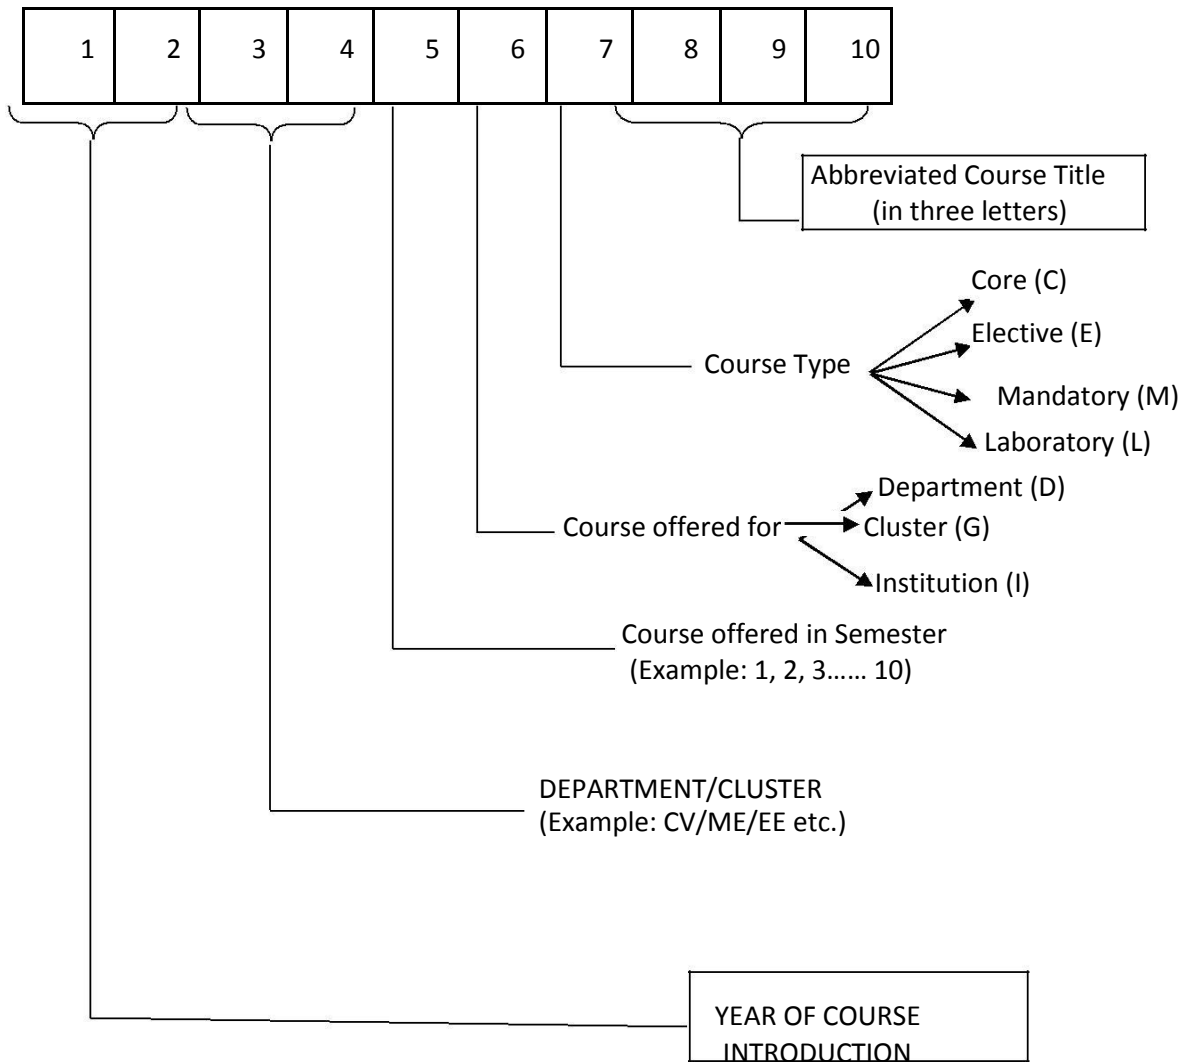 1 2 3 4 5 6 7 8 9 10
Abbreviated Course Title
(in three letters)
Core (C)
Elective (E)
Course Type
Mandatory (M)
Laboratory (L)
Department (D)
Course offered for
Cluster (G)
Institution (I)
Course offered in Semester
(Example: 1, 2, 3…... 10)
DEPARTMENT/CLUSTER
(Example: CV/ME/EE etc.)
YEAR OF COURSE
INTRODUCTION